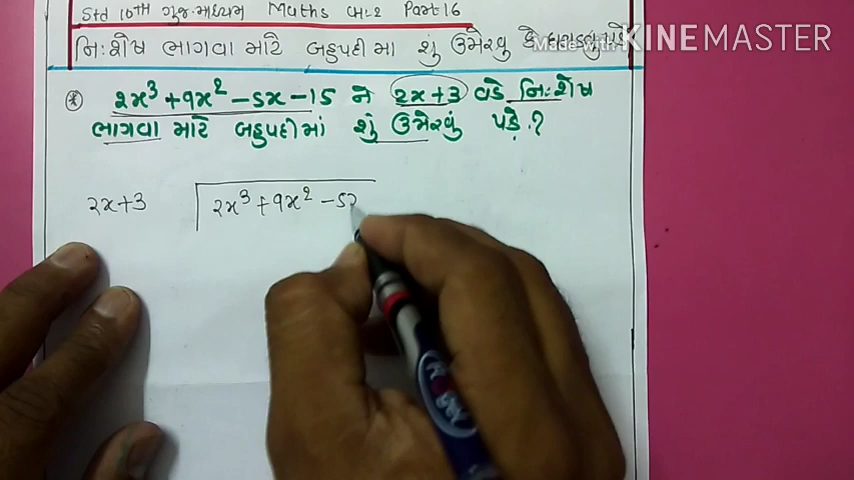 Std 10th ગુજ.માધ્યમ Maths પાઠ.2 Part 16
નિઃશેષ ભાગવા માટે બહુપદીમાં શું ઉમેરવું કે
Made with KINEMASTER
* 2x³ + 9x² - 5x - 15 ને 2x+3 વડે નિઃશેષ
ભાગવા માટે બહુપદીમાં શું ઉમેરવું પડે.?
2x+3 2x³ + 9x² - 5x